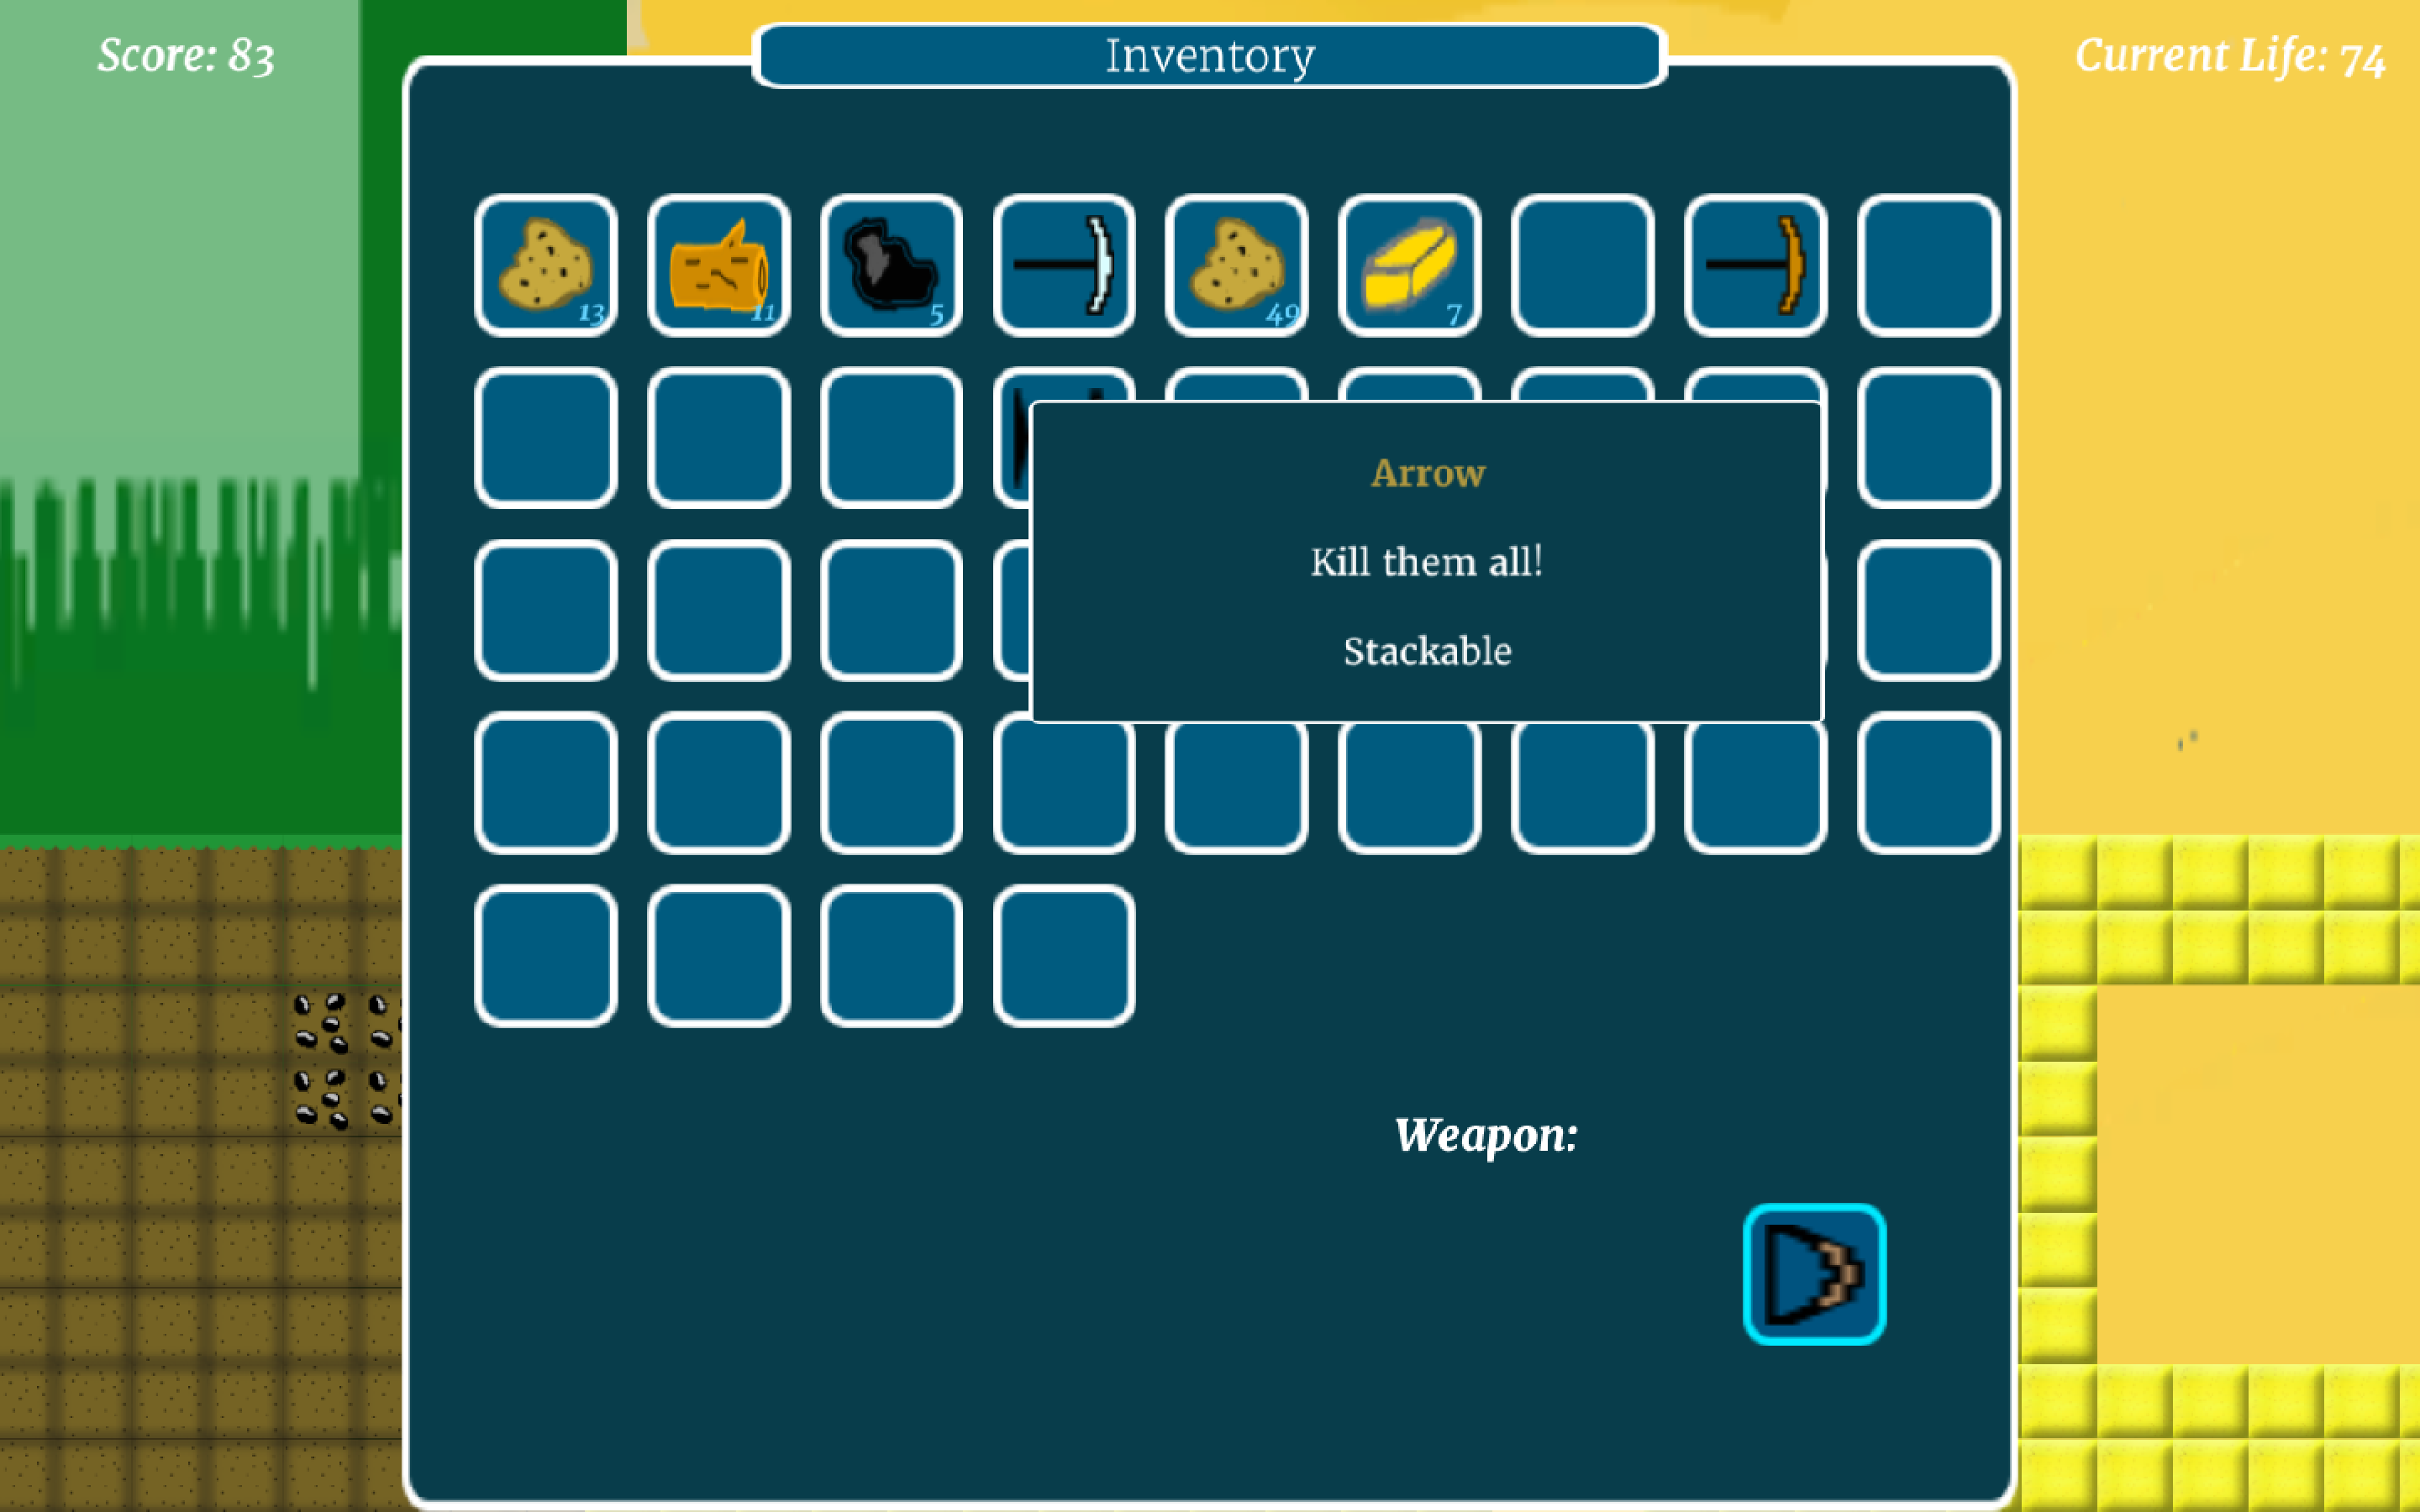 Score: 83
Inventory
Current Life: 74
13
11
5
49
7
Arrow
Kill them all!
Stackable
Weapon: